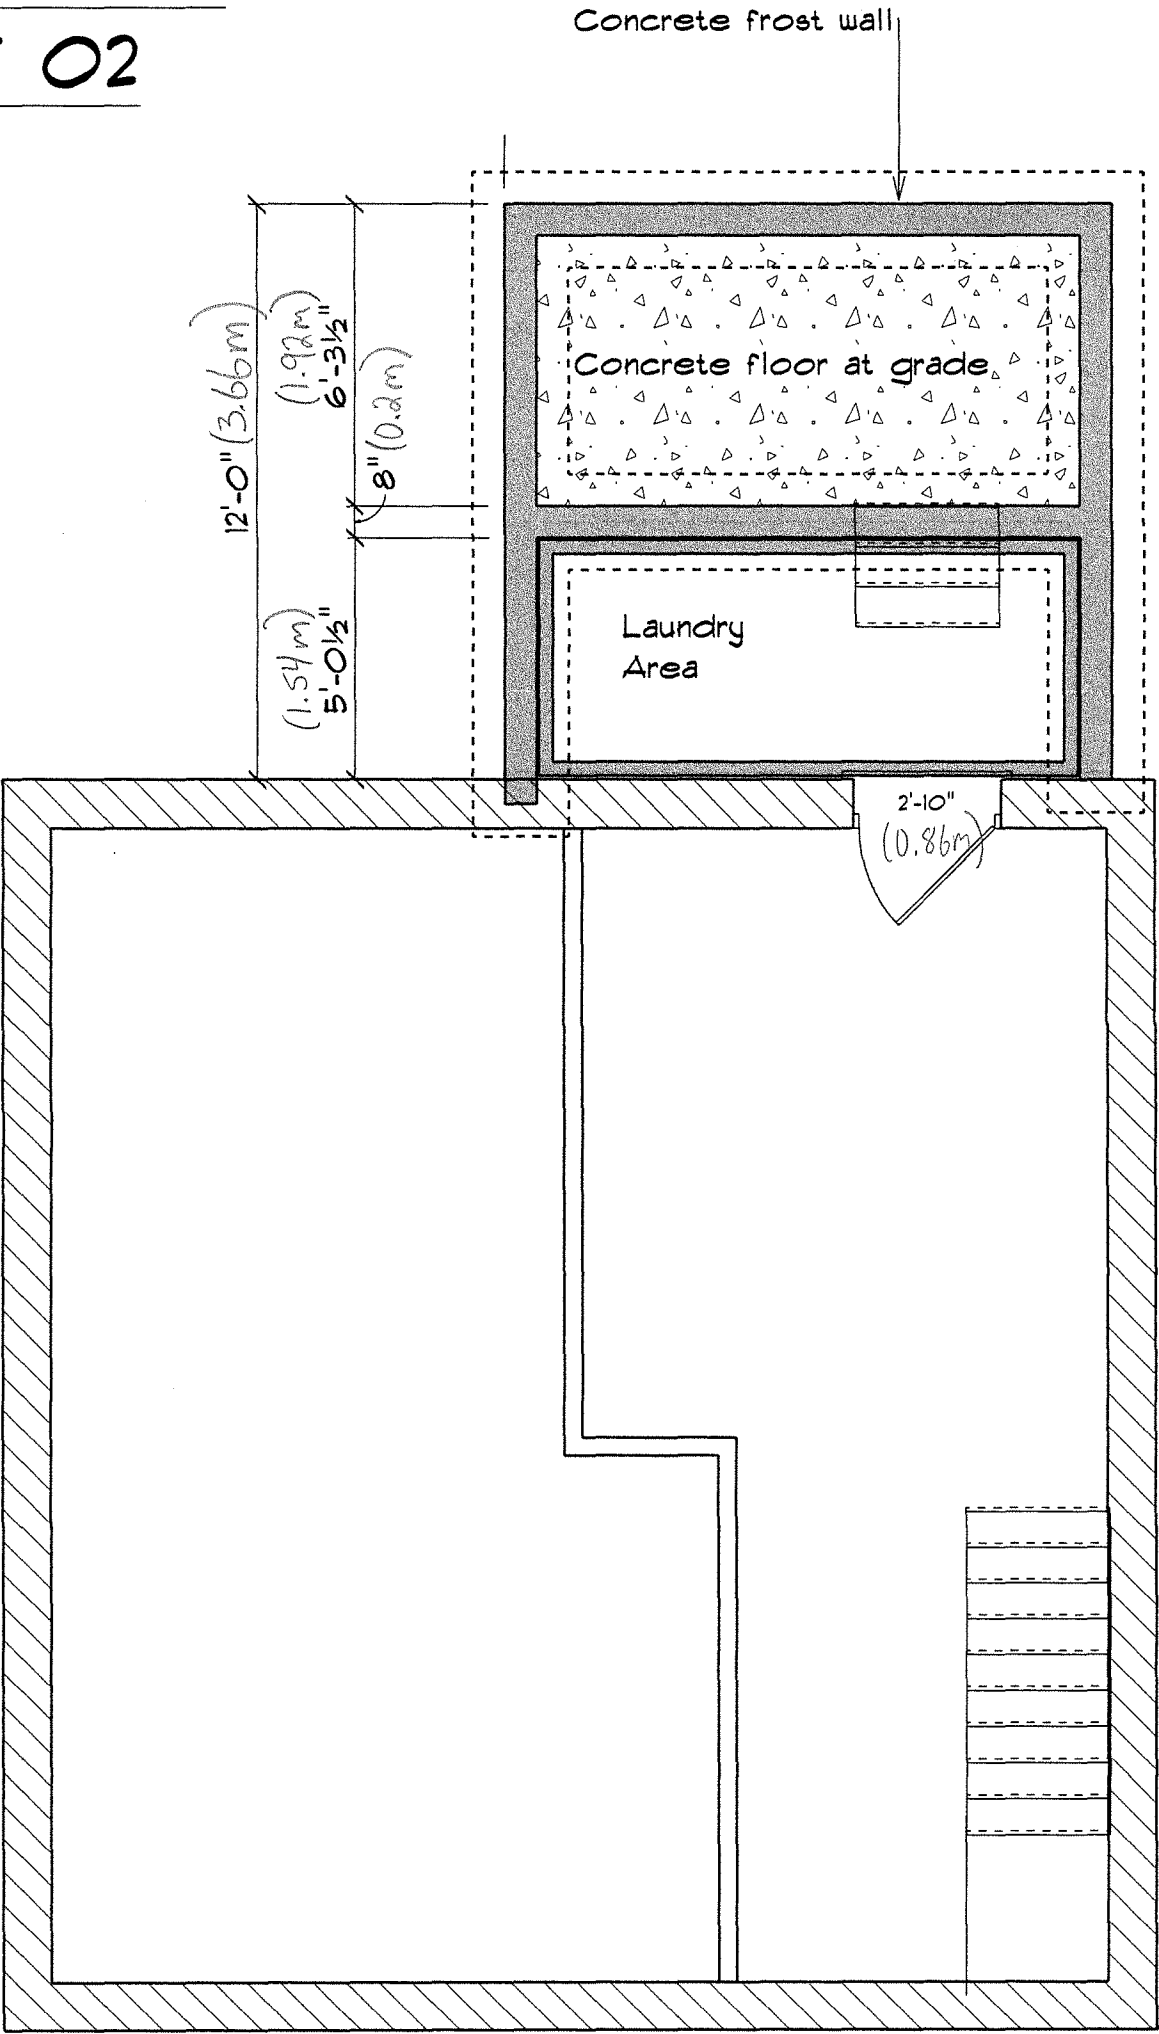 02
Concrete frost wall
12'-0" (3.66m)
(1.92m)
6'-3½"
8" (0.2m)
(1.54m)
5'-0½"
Concrete floor at grade
Laundry
Area
2'-10"
(0.86m)